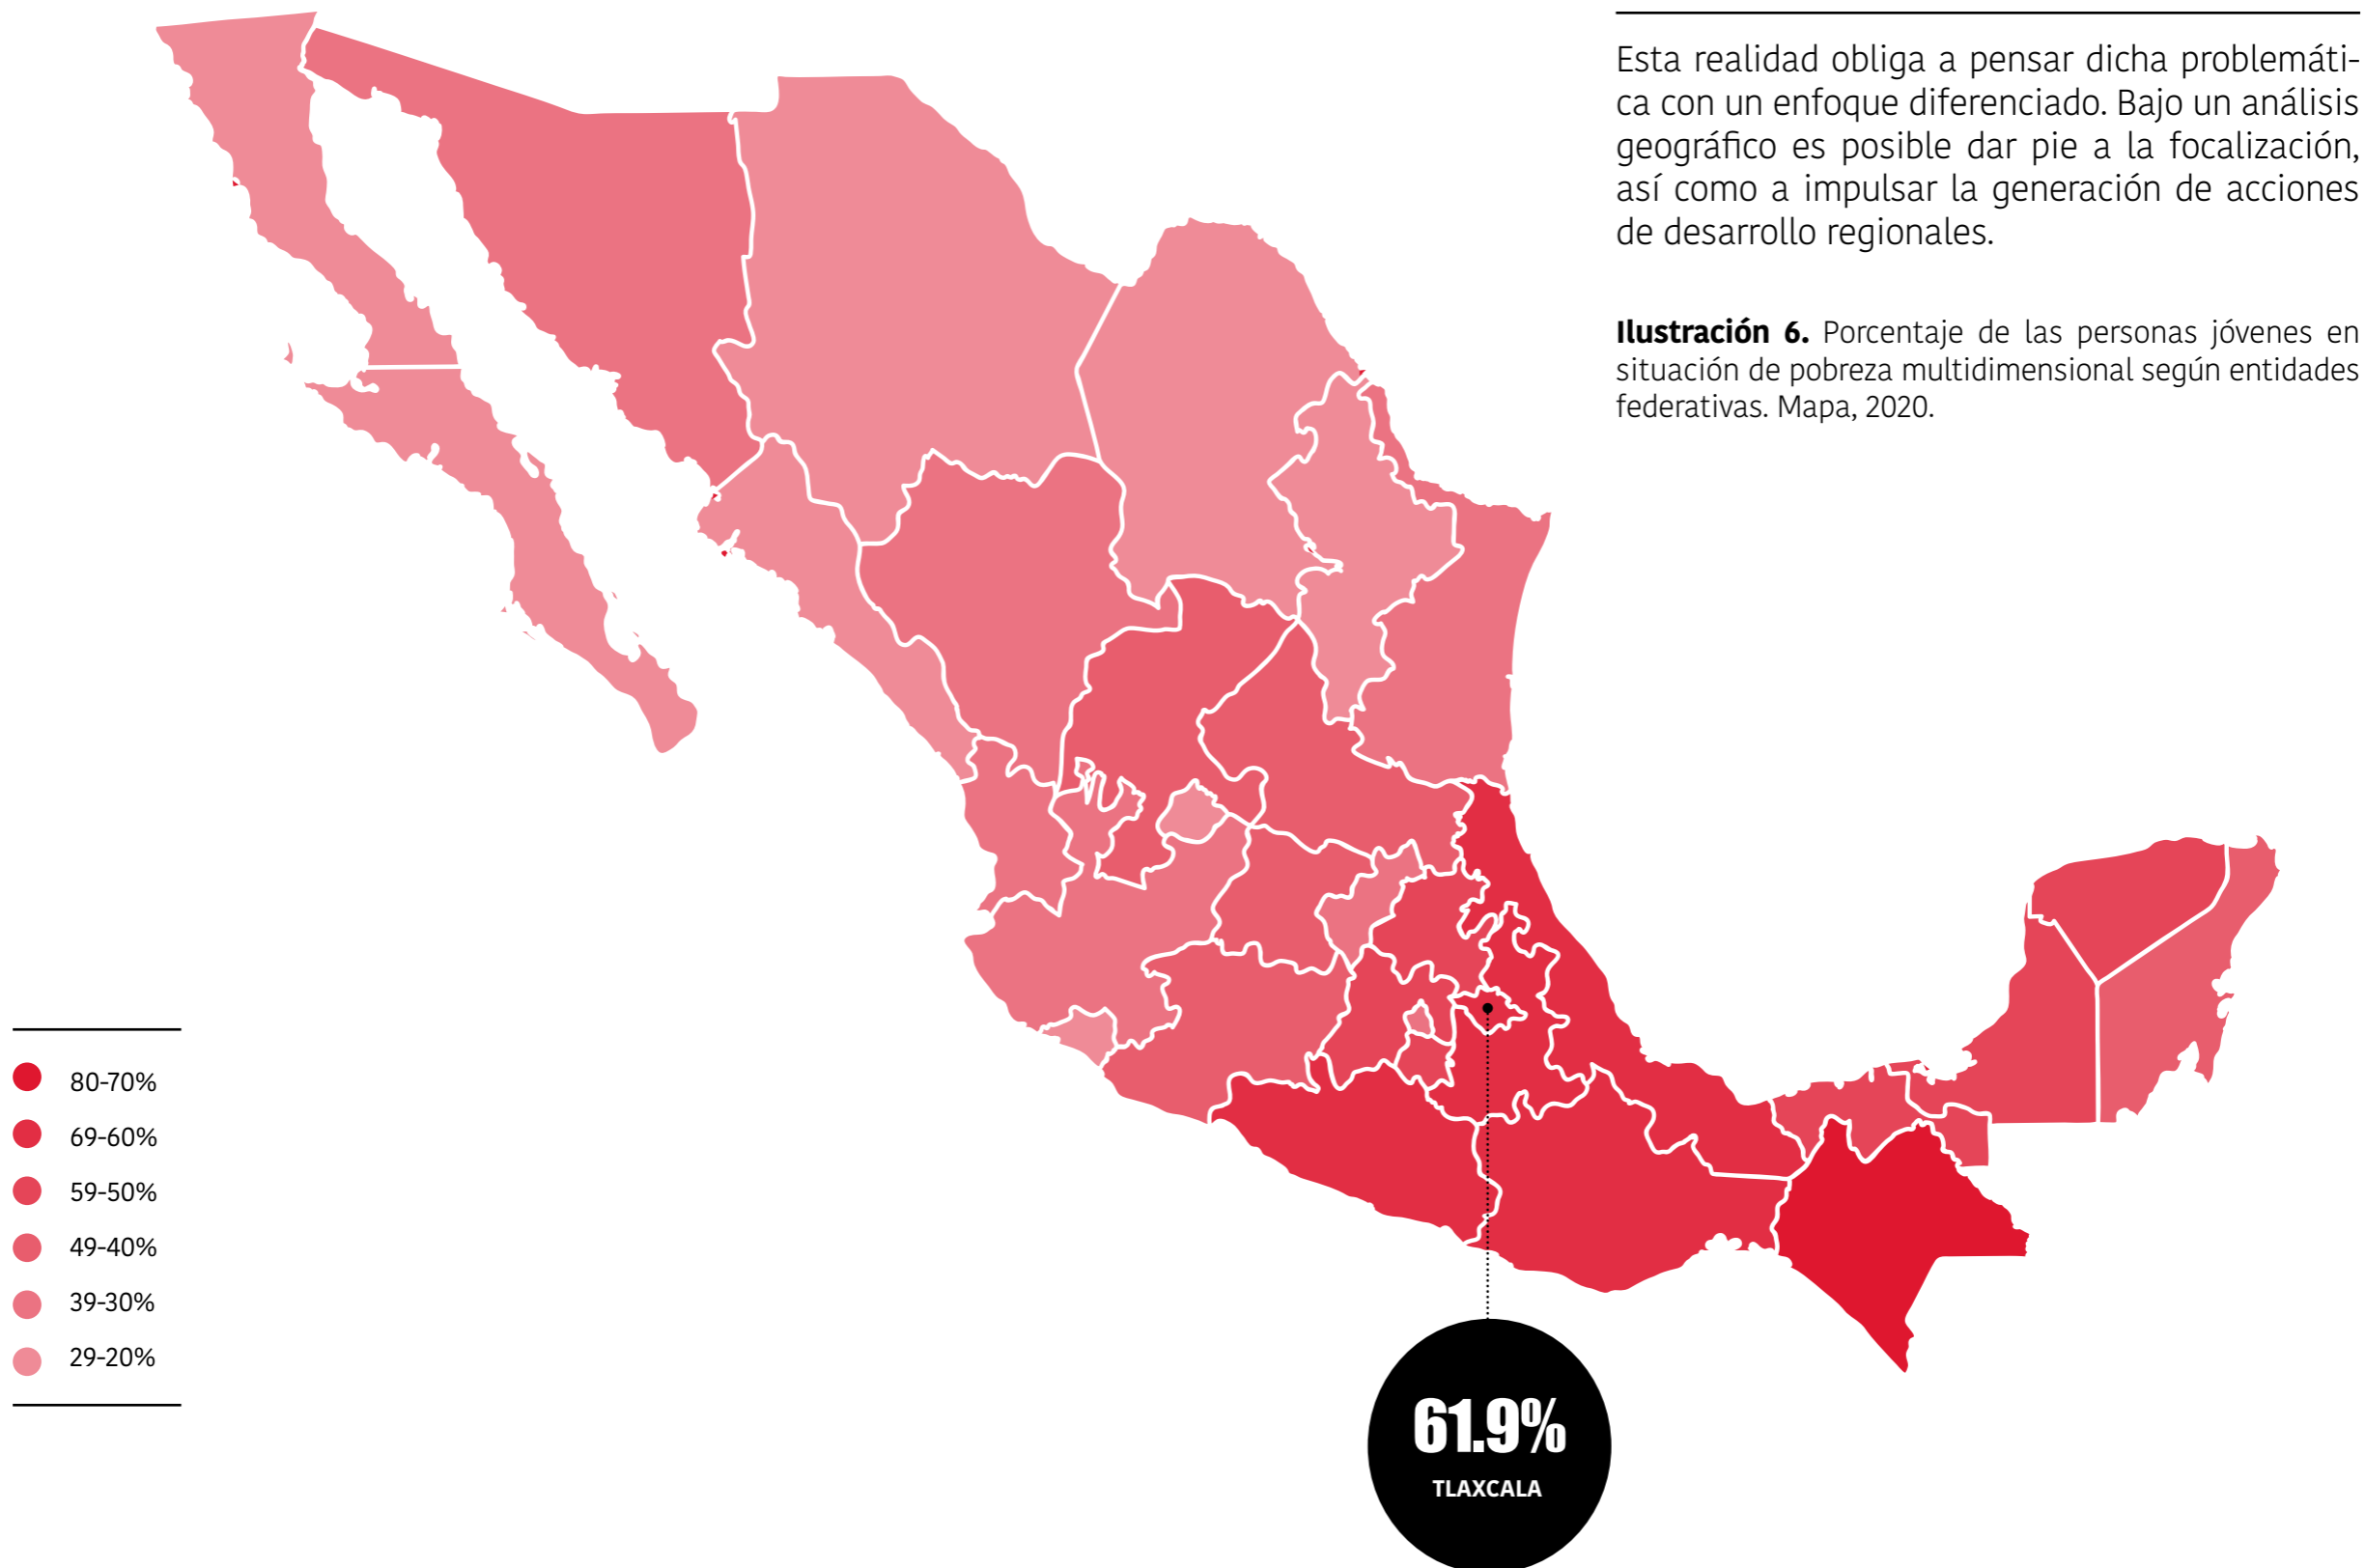 Esta realidad obliga a pensar dicha problemáti-
ca con un enfoque diferenciado. Bajo un análisis
geográfico es posible dar pie a la focalización,
así como a impulsar la generación de acciones
de desarrollo regionales.
Ilustración 6. Porcentaje de las personas jóvenes en
situación de pobreza multidimensional según entidades
federativas. Mapa, 2020.
80-70%
69-60%
59-50%
49-40%
39-30%
29-20%
61.9%
TLAXCALA